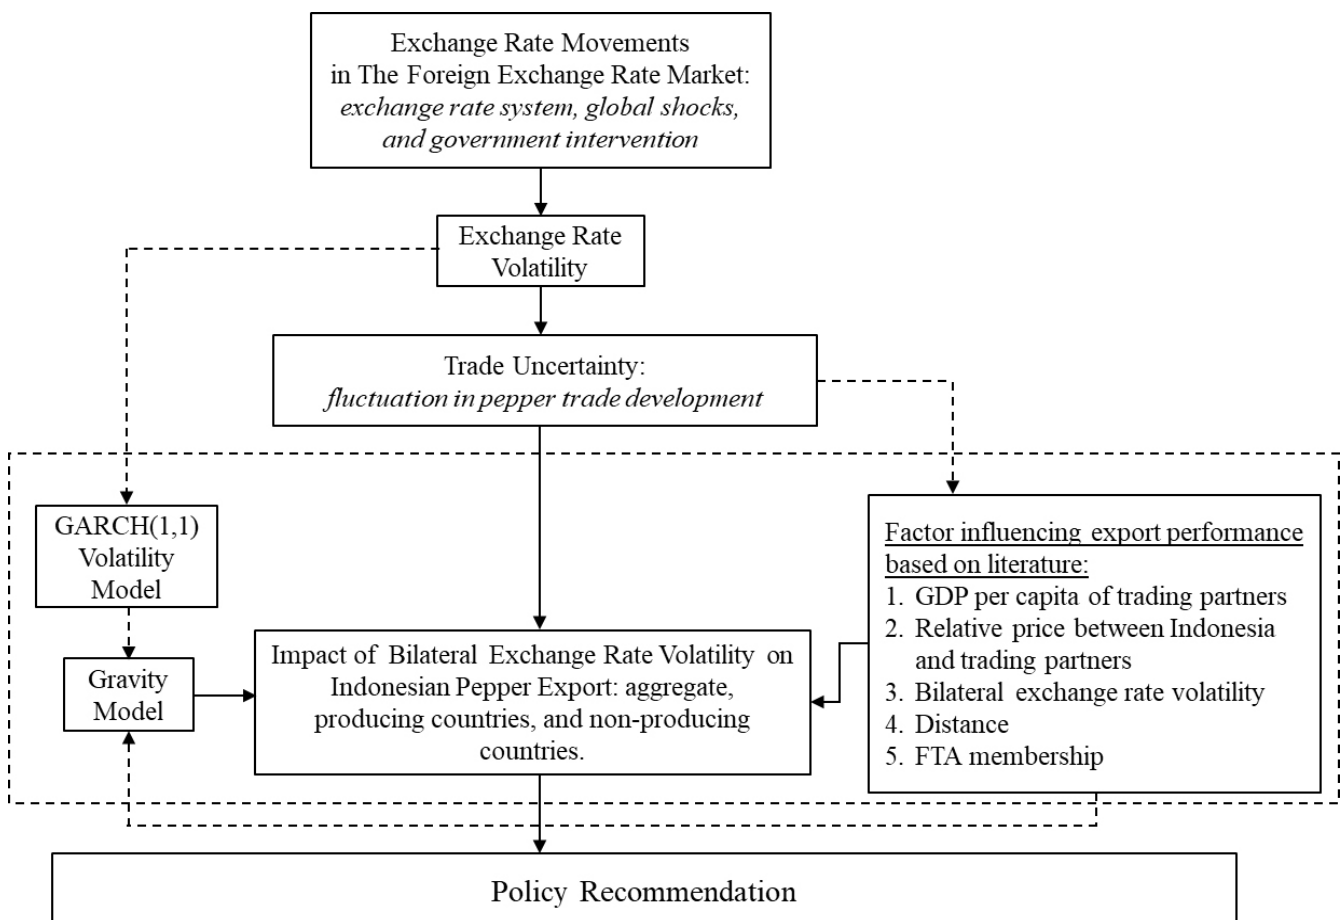 Exchange Rate Movements
in The Foreign Exchange Rate Market:
exchange rate system, global shocks,
and government intervention
Exchange Rate
Volatility
Trade Uncertainty:
fluctuation in pepper trade development
GARCH(1,1)
Volatility
Model
Gravity
Model
Impact of Bilateral Exchange Rate Volatility on
Indonesian Pepper Export: aggregate,
producing countries, and non-producing
countries.
Factor influencing export performance
based on literature:
1. GDP per capita of trading partners
2. Relative price between Indonesia
and trading partners
3. Bilateral exchange rate volatility
4. Distance
5. FTA membership
Policy Recommendation